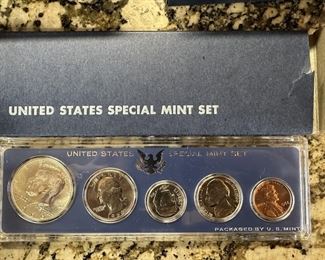 UNITED STATES SPECIAL MINT SET
UNITED STATES SPECIAL MINT SET
PACKAGED BY U.S. MINT